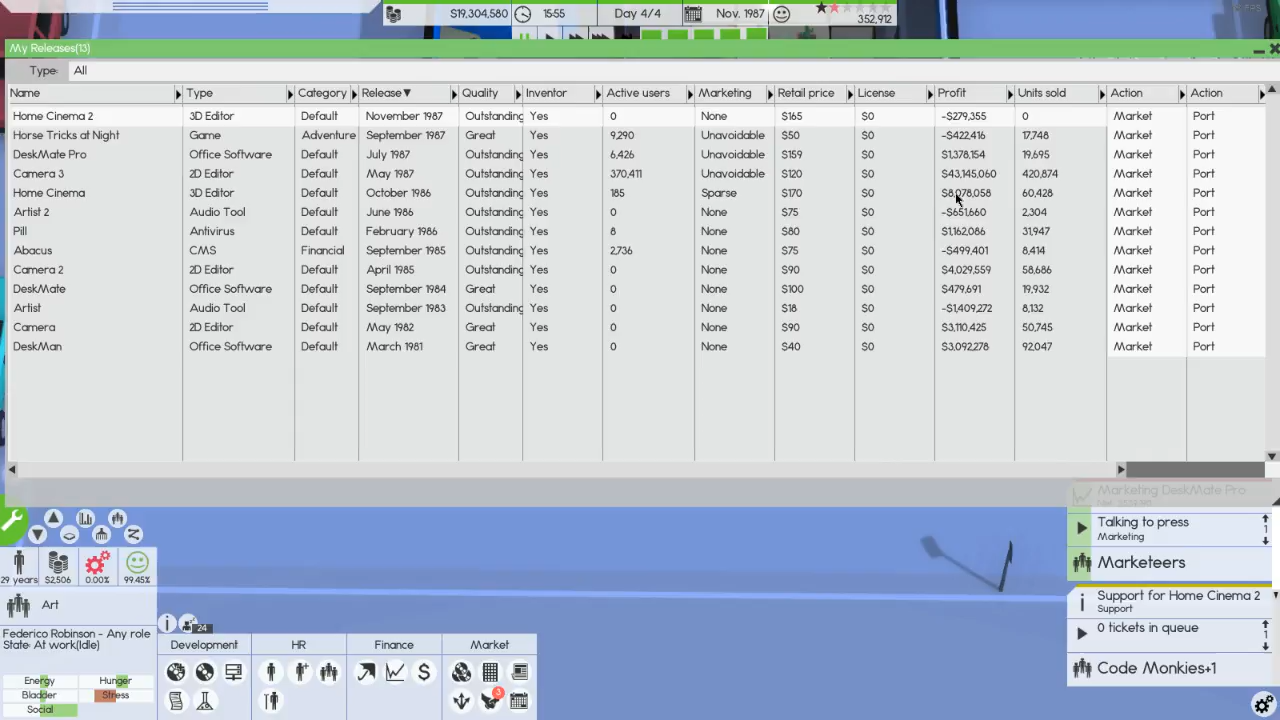 $19,304,580 15:55 Day 4/4 Nov. 1987 352,912
My Releases(13)
Type: All
Name Type Category Release▼ Quality Inventor Active users Marketing Retail price License Profit Units sold Action Action
Home Cinema 2 3D Editor Default November 1987 Outstanding Yes 0 None $165 $0 -$279,355 0 Market Port
Horse Tricks at Night Game Adventure September 1987 Great Yes 9,290 Unavoidable $50 $0 -$422,416 17,748 Market Port
DeskMate Pro Office Software Default July 1987 Outstanding Yes 6,426 Unavoidable $159 $0 $1,378,154 19,695 Market Port
Camera 3 2D Editor Default May 1987 Outstanding Yes 370,411 Unavoidable $120 $0 $43,145,060 420,874 Market Port
Home Cinema 3D Editor Default October 1986 Outstanding Yes 185 Sparse $170 $0 $8,078,058 60,428 Market Port
Artist 2 Audio Tool Default June 1986 Outstanding Yes 0 None $75 $0 -$651,660 2,304 Market Port
Pill Antivirus Default February 1986 Outstanding Yes 8 None $80 $0 $1,162,086 31,947 Market Port
Abacus CMS Financial September 1985 Outstanding Yes 2,736 None $75 $0 -$499,401 8,414 Market Port
Camera 2 2D Editor Default April 1985 Outstanding Yes 0 None $90 $0 $4,029,559 58,686 Market Port
DeskMate Office Software Default September 1984 Great Yes 0 None $100 $0 $479,691 19,932 Market Port
Artist Audio Tool Default September 1983 Outstanding Yes 0 None $18 $0 -$1,409,272 8,132 Market Port
Camera 2D Editor Default May 1982 Great Yes 0 None $90 $0 $3,110,425 50,745 Market Port
DeskMan Office Software Default March 1981 Great Yes 0 None $40 $0 $3,092,278 92,047 Market Port
Marketing DeskMate Pro
Talking to press
Marketing
1
Marketeers
Support for Home Cinema 2
Support
0 tickets in queue
1
Code Monkies+1
29 years $2,506 0.00% 99.45%
Art
Federico Robinson - Any role
State: At work(Idle)
Energy Hunger
Bladder Stress
Social
24
Development HR Finance Market
3